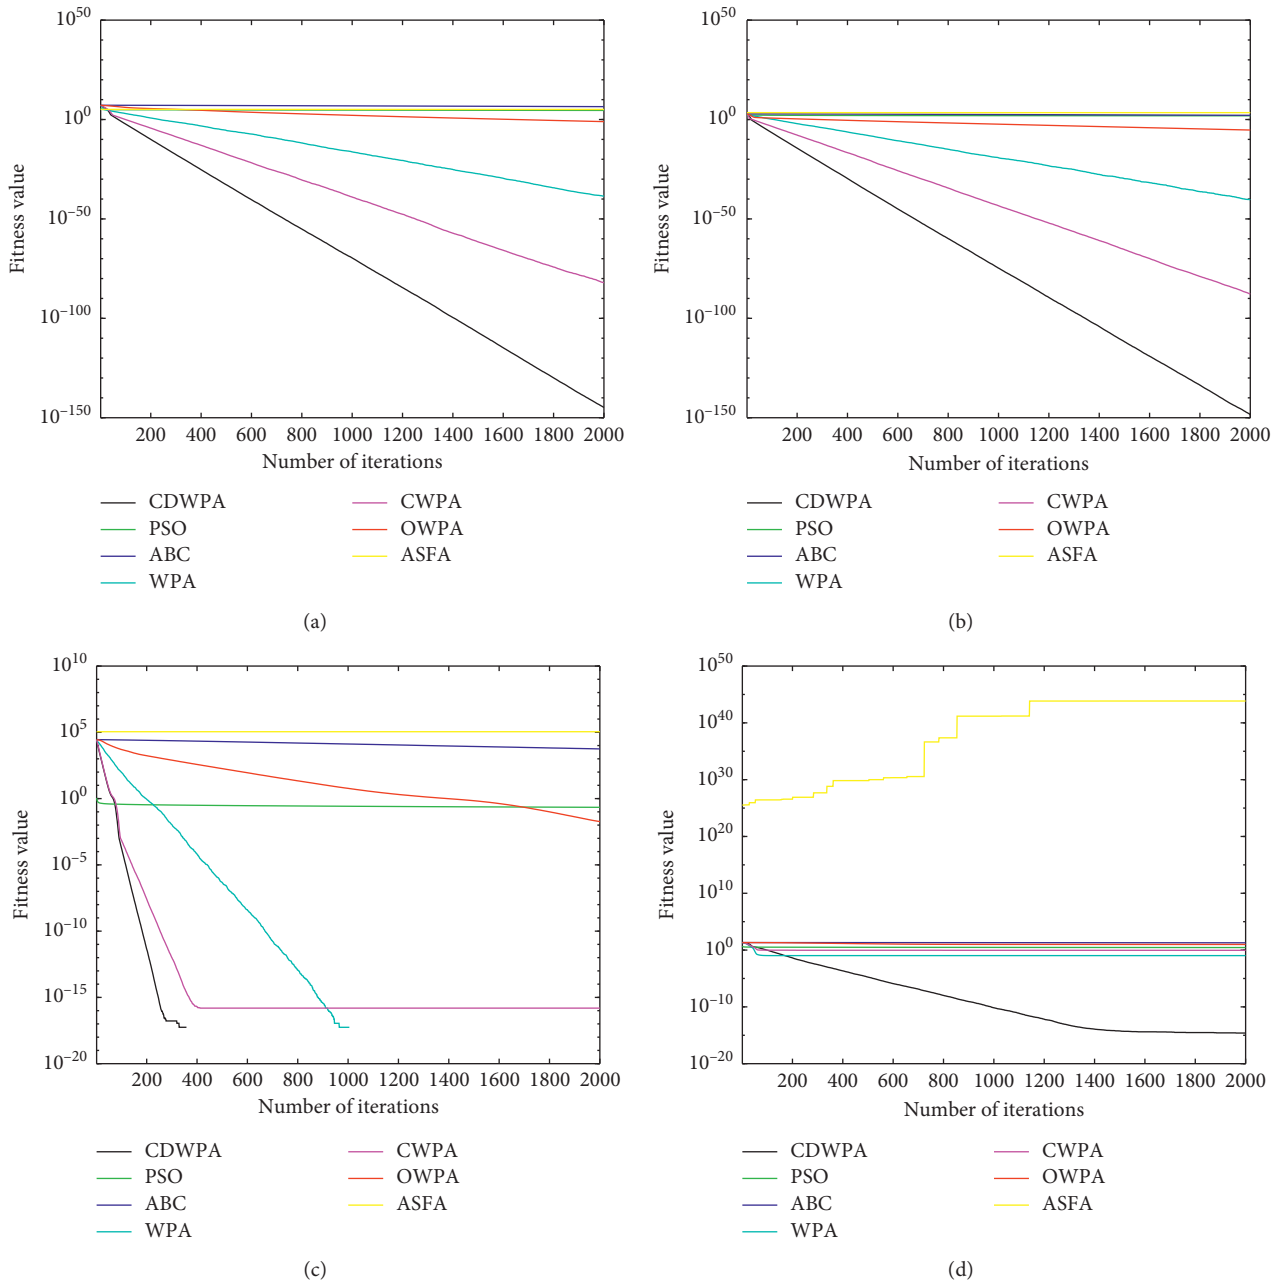 10^50
10^0
10^−50
10^−100
10^−150
Fitness value
200 400 600 800 1000 1200 1400 1600 1800 2000
Number of iterations
CDWPA
PSO
ABC
WPA
CWPA
OWPA
ASFA
(a)
10^50
10^0
10^−50
10^−100
10^−150
Fitness value
200 400 600 800 1000 1200 1400 1600 1800 2000
Number of iterations
CDWPA
PSO
ABC
WPA
CWPA
OWPA
ASFA
(b)
10^10
10^5
10^0
10^−5
10^−10
10^−15
10^−20
Fitness value
200 400 600 800 1000 1200 1400 1600 1800 2000
Number of iterations
CDWPA
PSO
ABC
WPA
CWPA
OWPA
ASFA
(c)
10^50
10^40
10^30
10^20
10^10
10^0
10^−10
10^−20
Fitness value
200 400 600 800 1000 1200 1400 1600 1800 2000
Number of iterations
CDWPA
PSO
ABC
WPA
CWPA
OWPA
ASFA
(d)